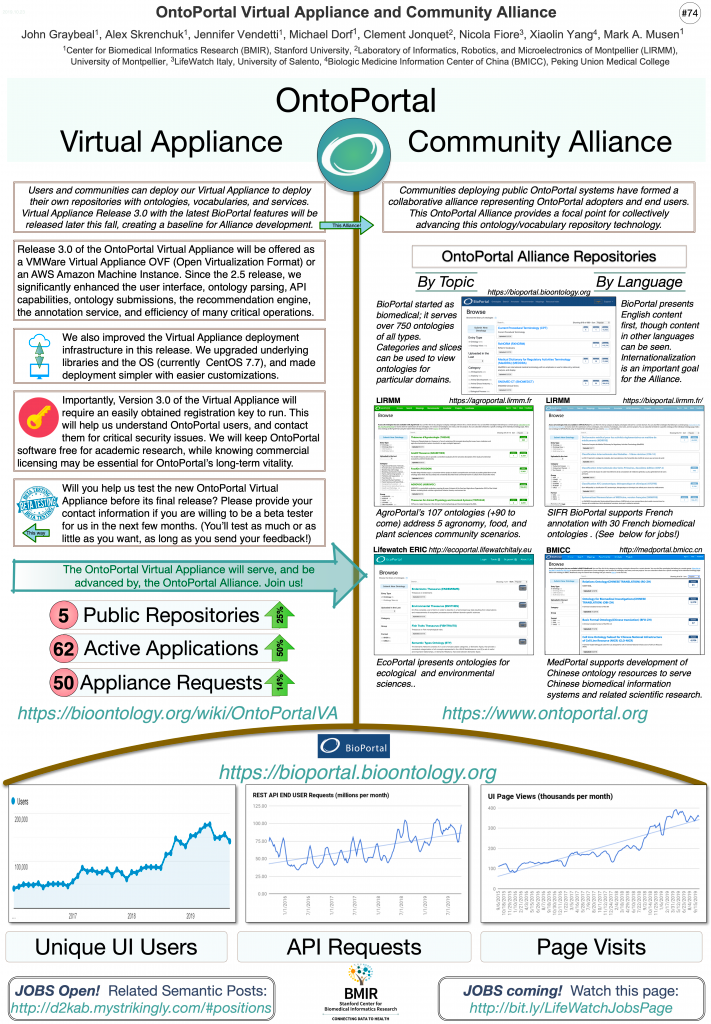 OntoPortal Virtual Appliance and Community Alliance
#74
John Graybeal1, Alex Skrenchuk1, Jennifer Vendetti1, Michael Dorf1, Clement Jonquet2, Nicola Fiore3, Xiaolin Yang4, Mark A. Musen1
1Center for Biomedical Informatics Research (BMIR), Stanford University, 2Laboratory of Informatics, Robotics, and Microelectronics of Montpellier (LIRMM),
University of Montpellier, 3LifeWatch Italy, University of Salento, 4Biologic Medicine Information Center of China (BMICC), Peking Union Medical College
OntoPortal
Virtual Appliance
Community Alliance
Users and communities can deploy our Virtual Appliance to deploy
their own repositories with ontologies, vocabularies, and services.
Virtual Appliance Release 3.0 with the latest BioPortal features will be
released later this fall, creating a baseline for Alliance development.
This Alliance!
Communities deploying public OntoPortal systems have formed a
collaborative alliance representing OntoPortal adopters and end users.
This OntoPortal Alliance provides a focal point for collectively
advancing this ontology/vocabulary repository technology.
Release 3.0 of the OntoPortal Virtual Appliance will be offered as
a VMWare Virtual Appliance OVF (Open Virtualization Format) or
an AWS Amazon Machine Instance. Since the 2.5 release, we
significantly enhanced the user interface, ontology parsing, API
capabilities, ontology submissions, the recommendation engine,
the annotation service, and efficiency of many critical operations.
We also improved the Virtual Appliance deployment
infrastructure in this release. We upgraded underlying
libraries and the OS (currently CentOS 7.7), and made
deployment simpler with easier customizations.
Importantly, Version 3.0 of the Virtual Appliance will
require an easily obtained registration key to run. This
will help us understand OntoPortal users, and contact
them for critical security issues. We will keep OntoPortal
software free for academic research, while knowing commercial
licensing may be essential for OntoPortal's long-term vitality.
BETA TESTING
This way
Will you help us test the new OntoPortal Virtual
Appliance before its final release? Please provide your
contact information if you are willing to be a beta tester
for us in the next few months. (You'll test as much or as
little as you want, as long as you send your feedback!)
The OntoPortal Virtual Appliance will serve, and be
advanced by, the OntoPortal Alliance. Join us!
5 Public Repositories 25%
62 Active Applications 50%
50 Appliance Requests 14%
https://bioontology.org/wiki/OntoPortalVA
OntoPortal Alliance Repositories
By Topic
By Language
https://bioportal.bioontology.org
BioPortal started as
biomedical; it serves
over 750 ontologies
of all types.
Categories and slices
can be used to view
ontologies for
particular domains.
BioPortal
Browse
BioPortal presents
English content
first, though content
in other languages
can be seen.
Internationalization
is an important goal
for the Alliance.
LIRMM
https://agroportal.lirmm.fr
Browse
AgroPortal's 107 ontologies (+90 to
come) address 5 agronomy, food, and
plant sciences community scenarios.
LIRMM
https://bioportal.lirmm.fr/
Browse
SIFR BioPortal supports French
annotation with 30 French biomedical
ontologies . (See below for jobs!)
Lifewatch ERIC http://ecoportal.lifewatchitaly.eu
Browse
EcoPortal ipresents ontologies for
ecological and environmental
sciences..
BMICC
http://medportal.bmicc.cn
Browse
MedPortal supports development of
Chinese ontology resources to serve
Chinese biomedical information
systems and related scientific research.
https://www.ontoportal.org
BioPortal
https://bioportal.bioontology.org
Users
200,000
100,000
2017
2018
2019
Unique UI Users
REST API END USER Requests (millions per month)
125.00
100.00
75.00
50.00
25.00
0.00
API Requests
UI Page Views (thousands per month)
400
300
200
100
0
Page Visits
JOBS Open! Related Semantic Posts:
http://d2kab.mystrikingly.com/#positions
BMIR
Stanford Center for
Biomedical Informatics Research
CONNECTING DATA TO HEALTH
JOBS coming! Watch this page:
http://bit.ly/LifeWatchJobsPage